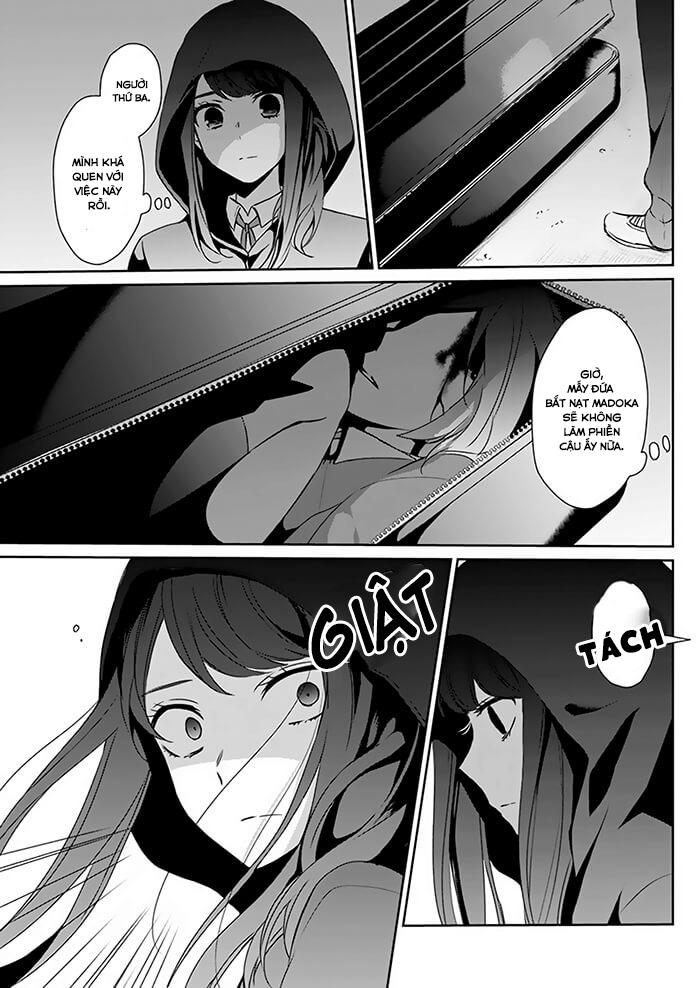 NGƯỜI
THỨ BA.
MÌNH KHÁ
QUEN VỚI
VIỆC NÀY
RỒI.
GIỜ,
MẤY ĐỨA
BẮT NẠT MADOKA
SẼ KHÔNG
LÀM PHIỀN
CẬU ẤY NỮA.
TÁCH
GIẬT